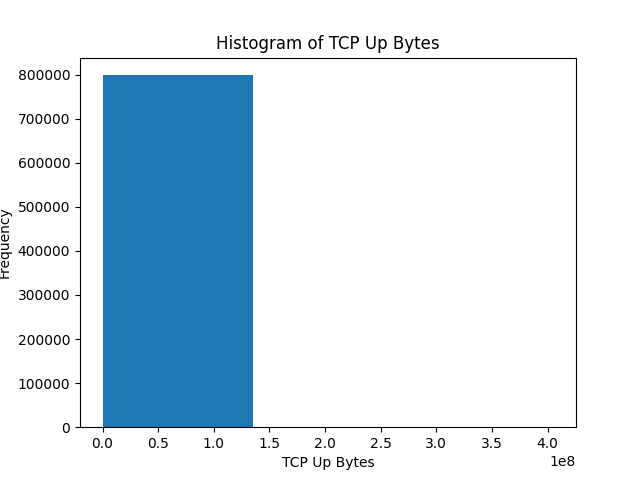 Histogram of TCP Up Bytes
800000
700000
600000
500000
400000
300000
200000
100000
0
Frequency
0.0 0.5 1.0 1.5 2.0 2.5 3.0 3.5 4.0
1e8
TCP Up Bytes